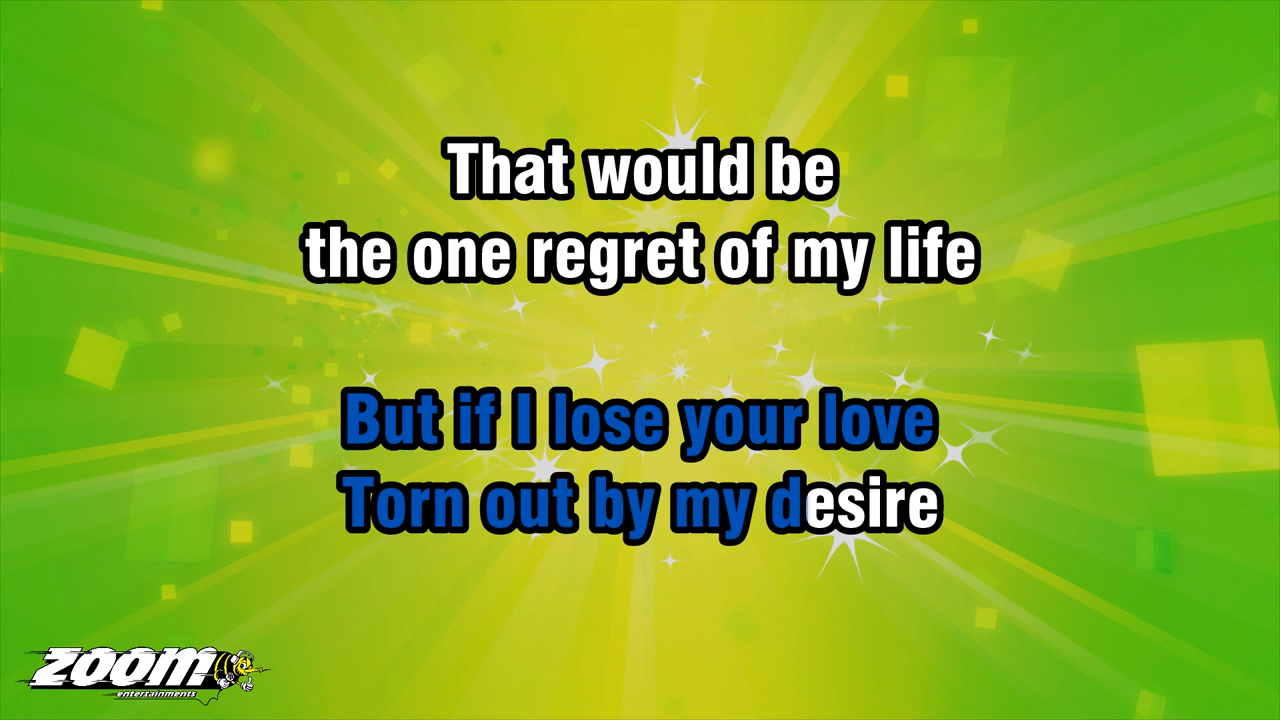 That would be
the one regret of my life
But if I lose your love
Torn out by my desire
zoom
entertainments